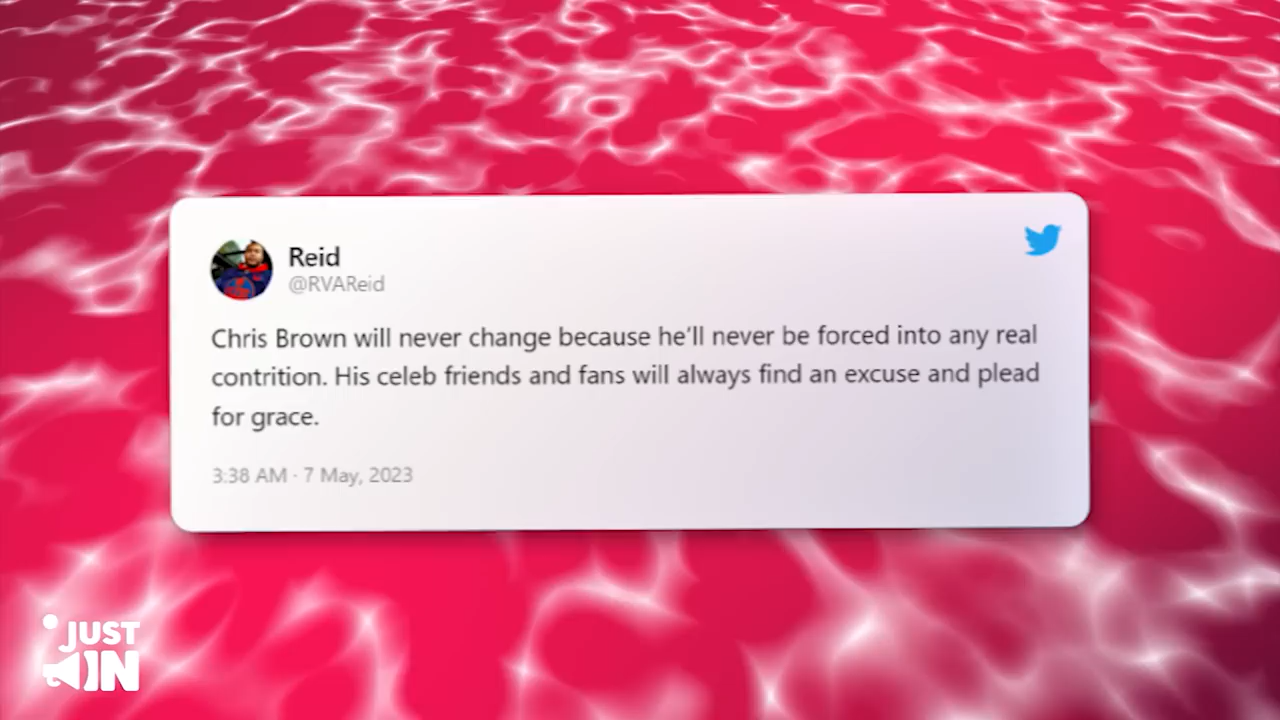 Reid
@RVAReid
Chris Brown will never change because he'll never be forced into any real
contrition. His celeb friends and fans will always find an excuse and plead
for grace.
3:38 AM · 7 May, 2023
JUST
IN